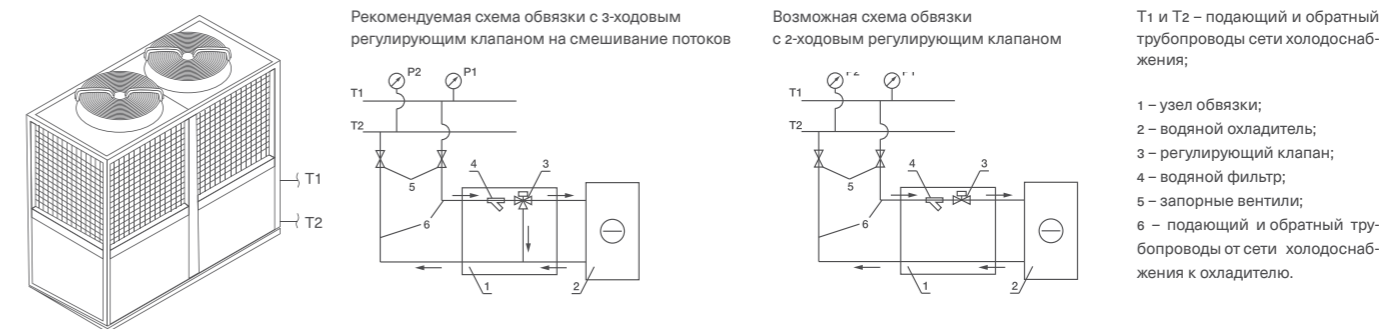 Рекомендуемая схема обвязки с 3-ходовым
регулирующим клапаном на смешивание потоков
Возможная схема обвязки
с 2-ходовым регулирующим клапаном
T1 и T2 – подающий и обратный
трубопроводы сети холодоснаб-
жения;
1 – узел обвязки;
2 – водяной охладитель;
3 – регулирующий клапан;
4 – водяной фильтр;
5 – запорные вентили;
6 – подающий и обратный тру-
бопроводы от сети холодоснаб-
жения к охладителю.
T1
T2
P2
P1
T1
T2
4
3
5
6
1
2
P2
P1
T1
T2
4
3
5
6
1
2